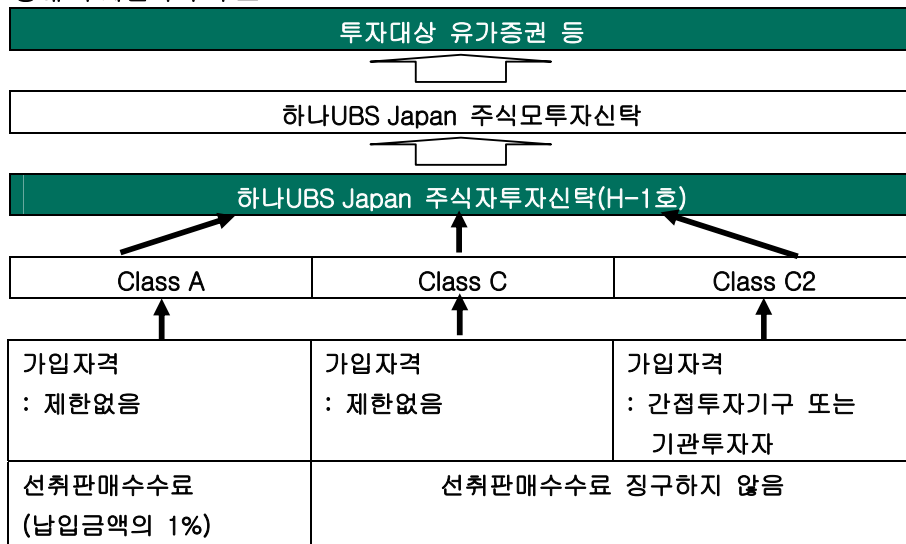 투자대상 유가증권 등
하나UBS Japan 주식모투자신탁
하나UBS Japan 주식자투자신탁(H-1호)
Class A
Class C
Class C2
가입자격
: 제한없음
가입자격
: 제한없음
가입자격
: 간접투자기구 또는
기관투자자
선취판매수수료
(납입금액의 1%)
선취판매수수료 징구하지 않음